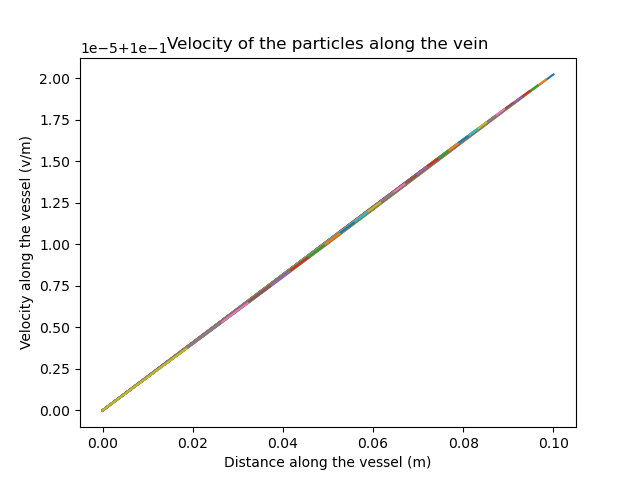 Velocity of the particles along the vein
1e−5+1e−1
2.00
1.75
1.50
1.25
1.00
0.75
0.50
0.25
0.00
Velocity along the vessel (v/m)
0.00 0.02 0.04 0.06 0.08 0.10
Distance along the vessel (m)